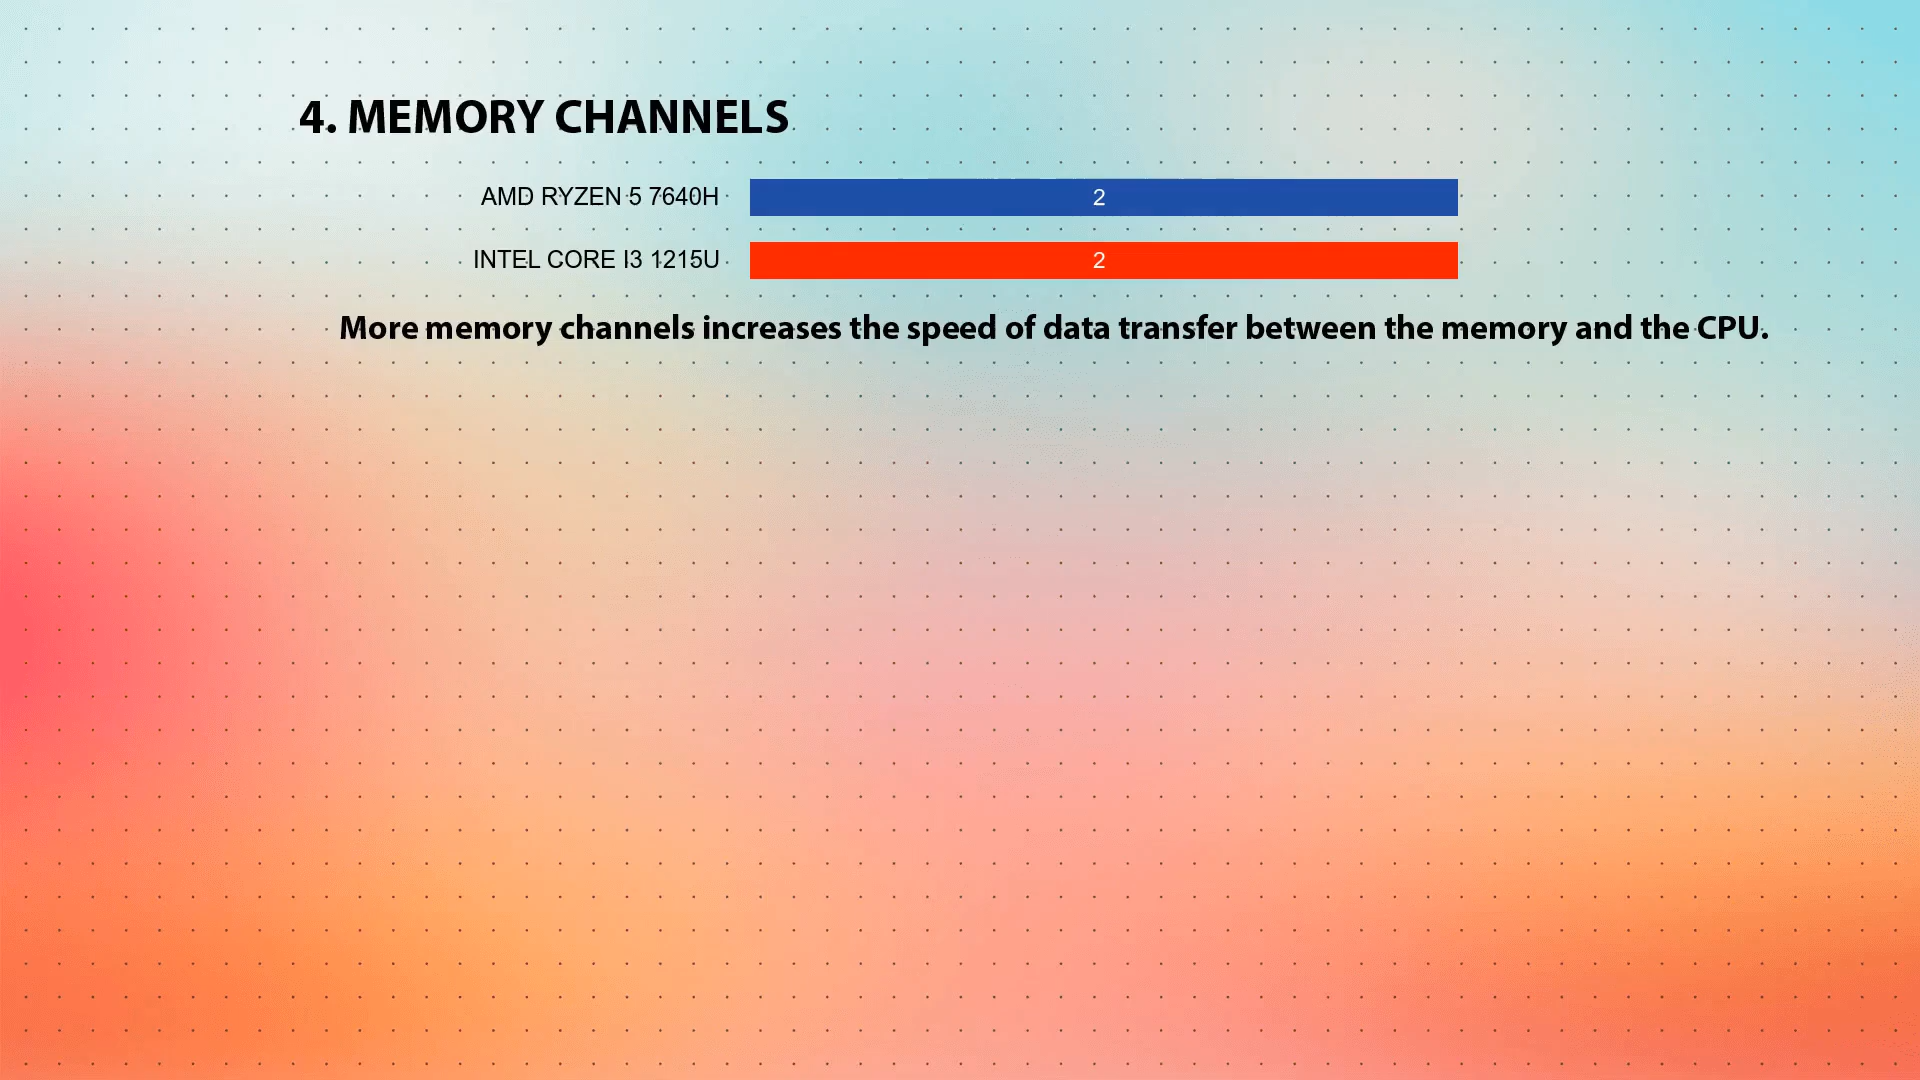 4. MEMORY CHANNELS
AMD RYZEN 5 7640H 2
INTEL CORE I3 1215U 2
More memory channels increases the speed of data transfer between the memory and the CPU.